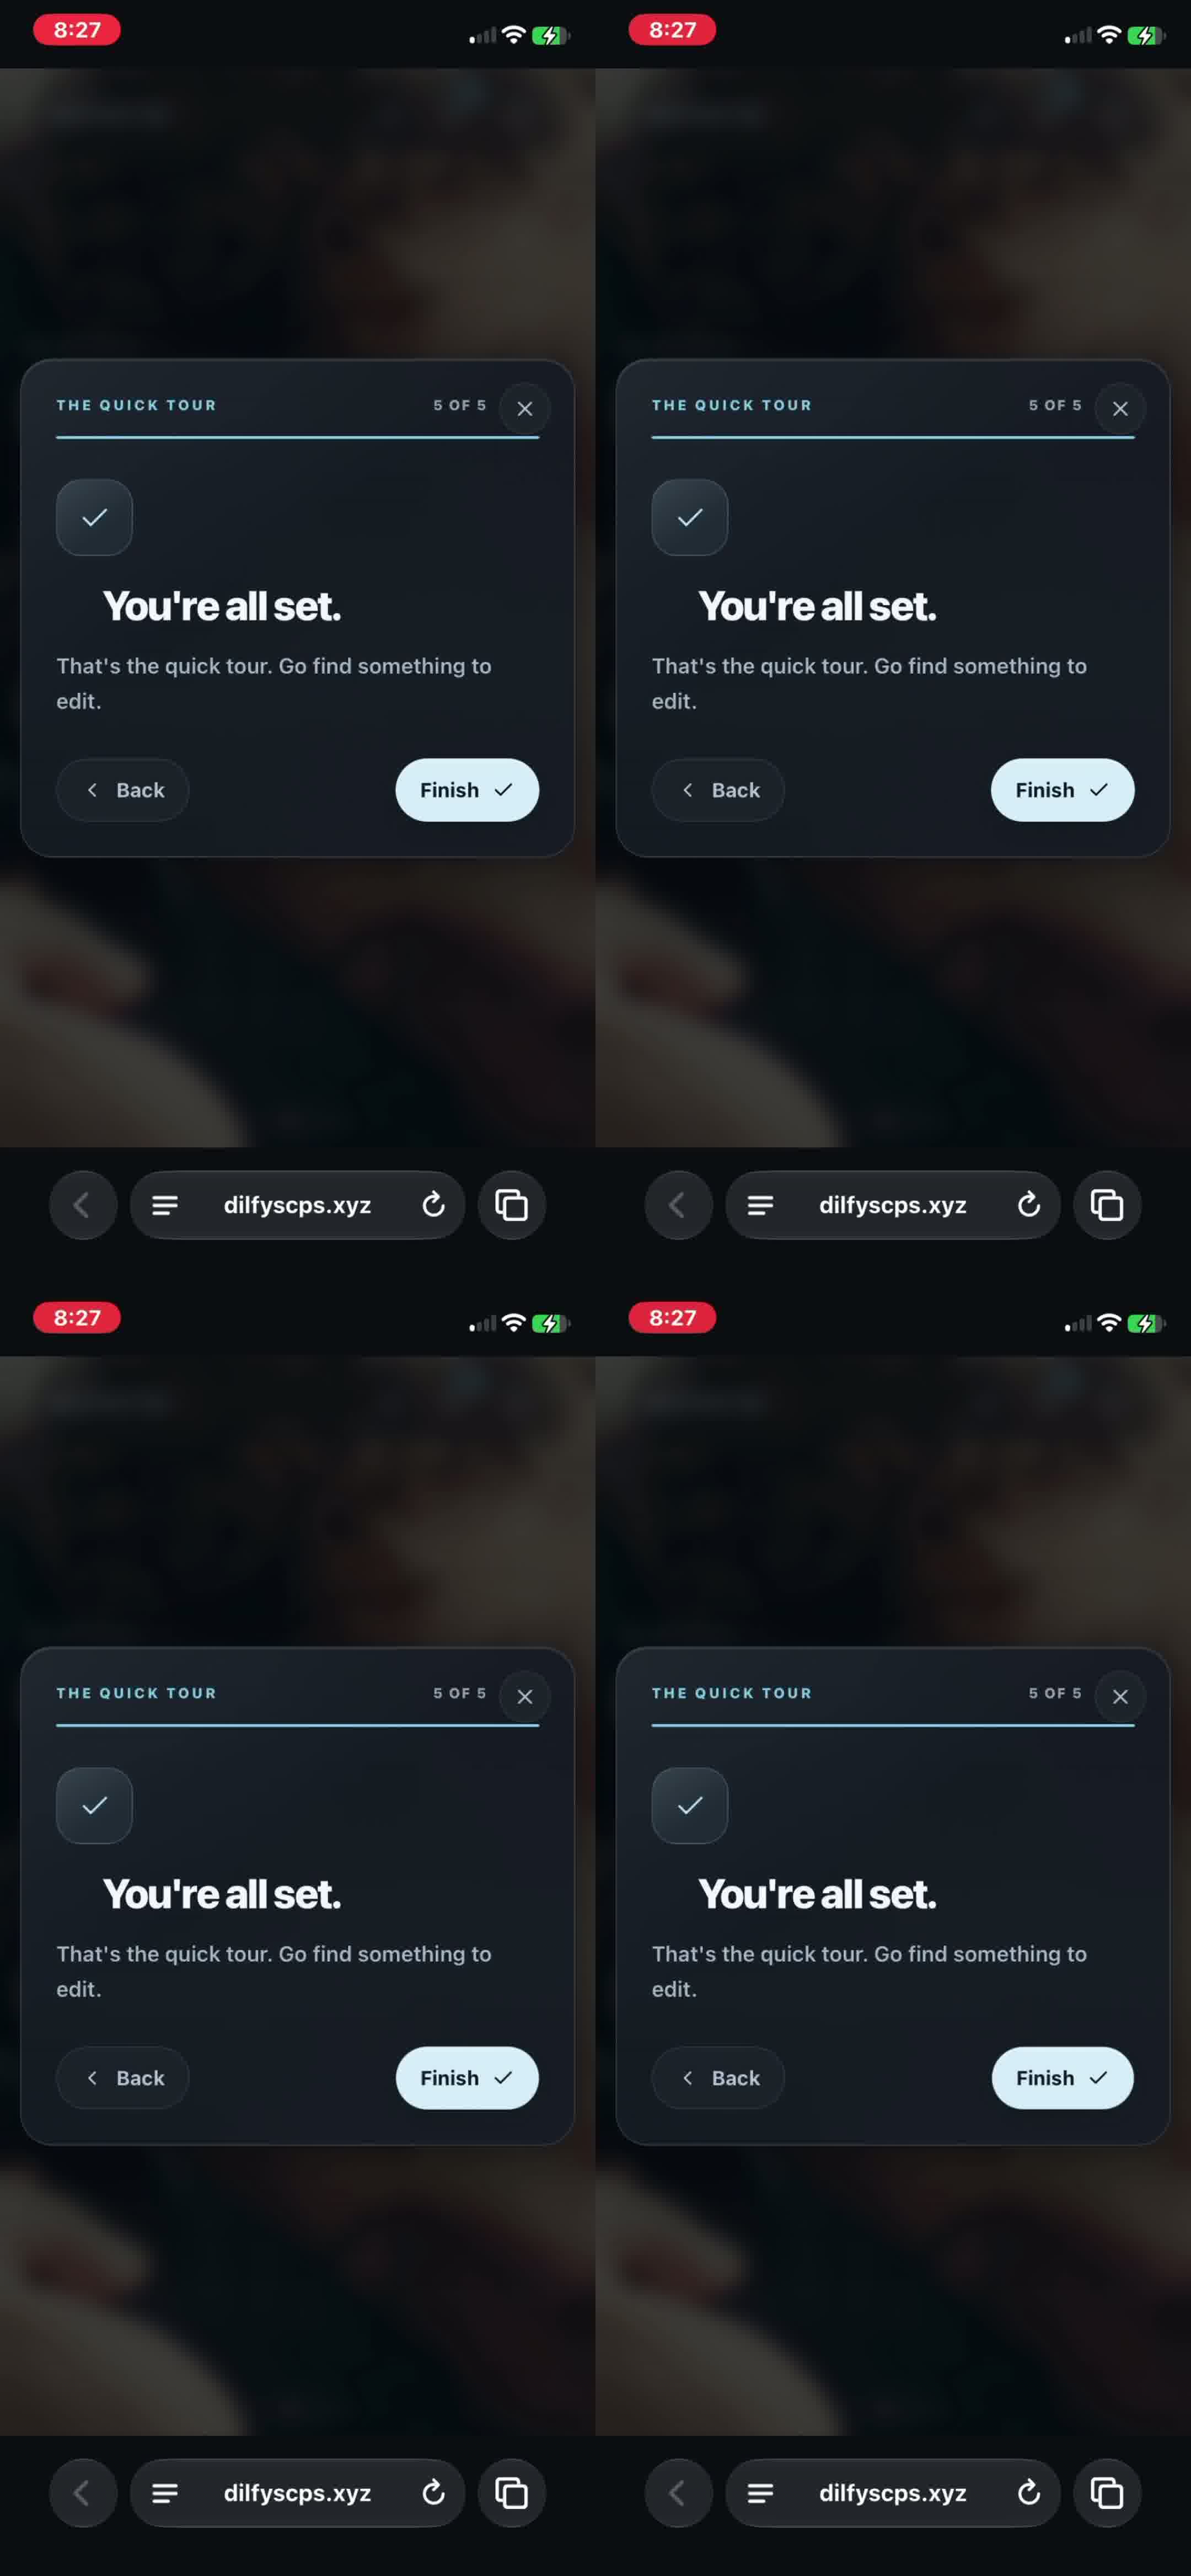 8:27
THE QUICK TOUR 5 OF 5
You're all set.
That's the quick tour. Go find something to
edit.
Back Finish
dilfyscps.xyz
8:27
THE QUICK TOUR 5 OF 5
You're all set.
That's the quick tour. Go find something to
edit.
Back Finish
dilfyscps.xyz
8:27
THE QUICK TOUR 5 OF 5
You're all set.
That's the quick tour. Go find something to
edit.
Back Finish
dilfyscps.xyz
8:27
THE QUICK TOUR 5 OF 5
You're all set.
That's the quick tour. Go find something to
edit.
Back Finish
dilfyscps.xyz